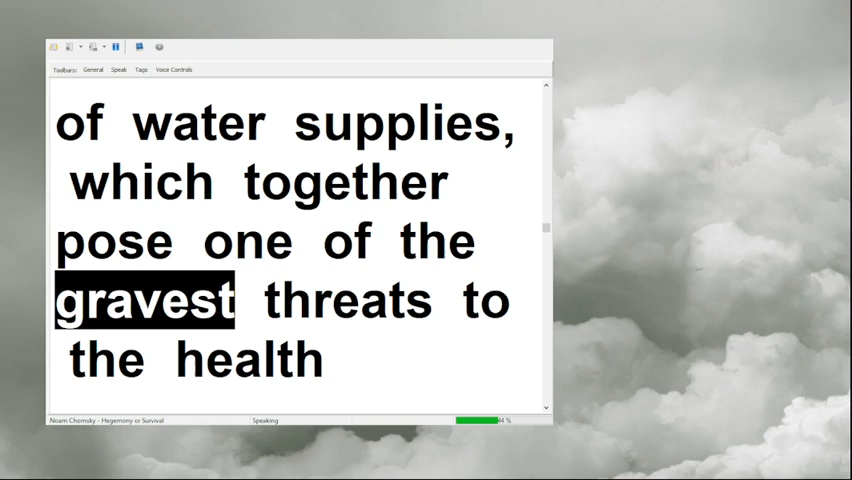 Toolbars: General Speak Tags Voice Controls
of water supplies,
which together
pose one of the
gravest threats to
the health
Noam Chomsky - Hegemony or Survival Speaking 44 %